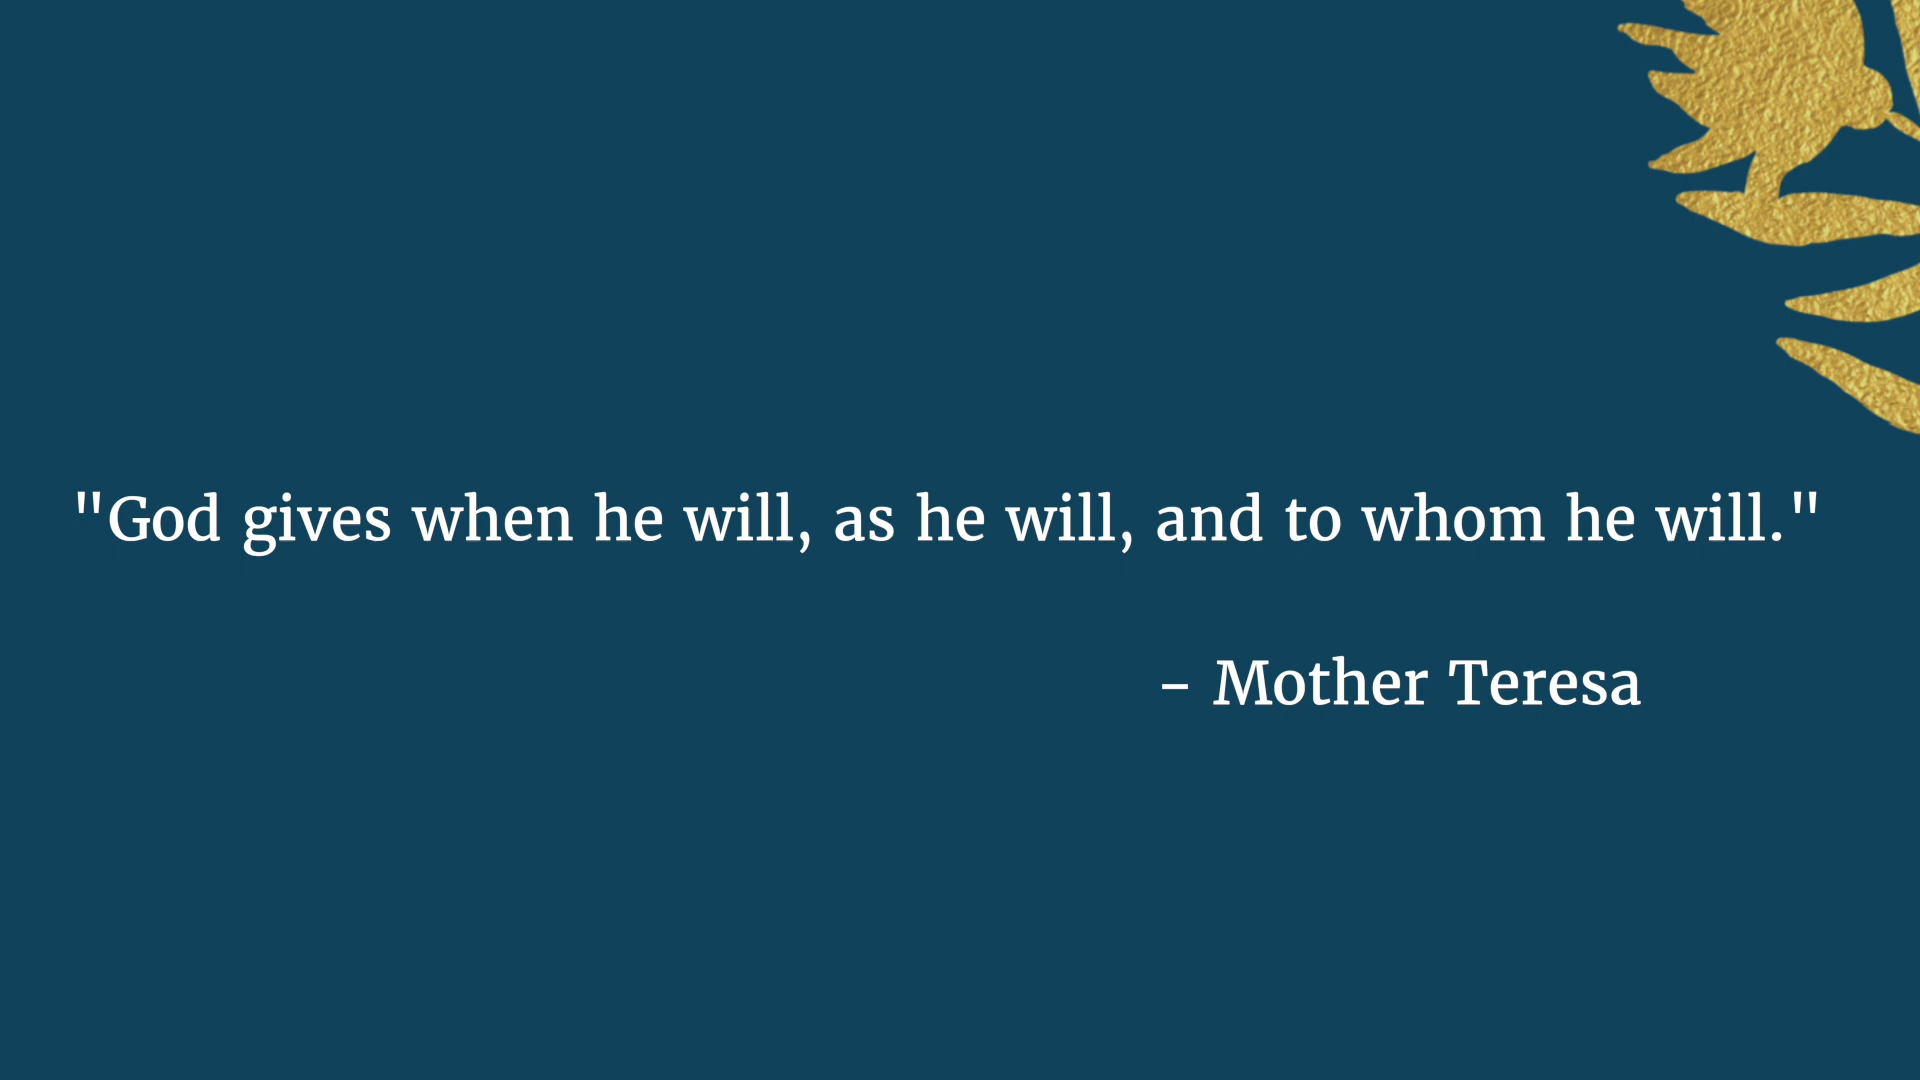 "God gives when he will, as he will, and to whom he will."
- Mother Teresa